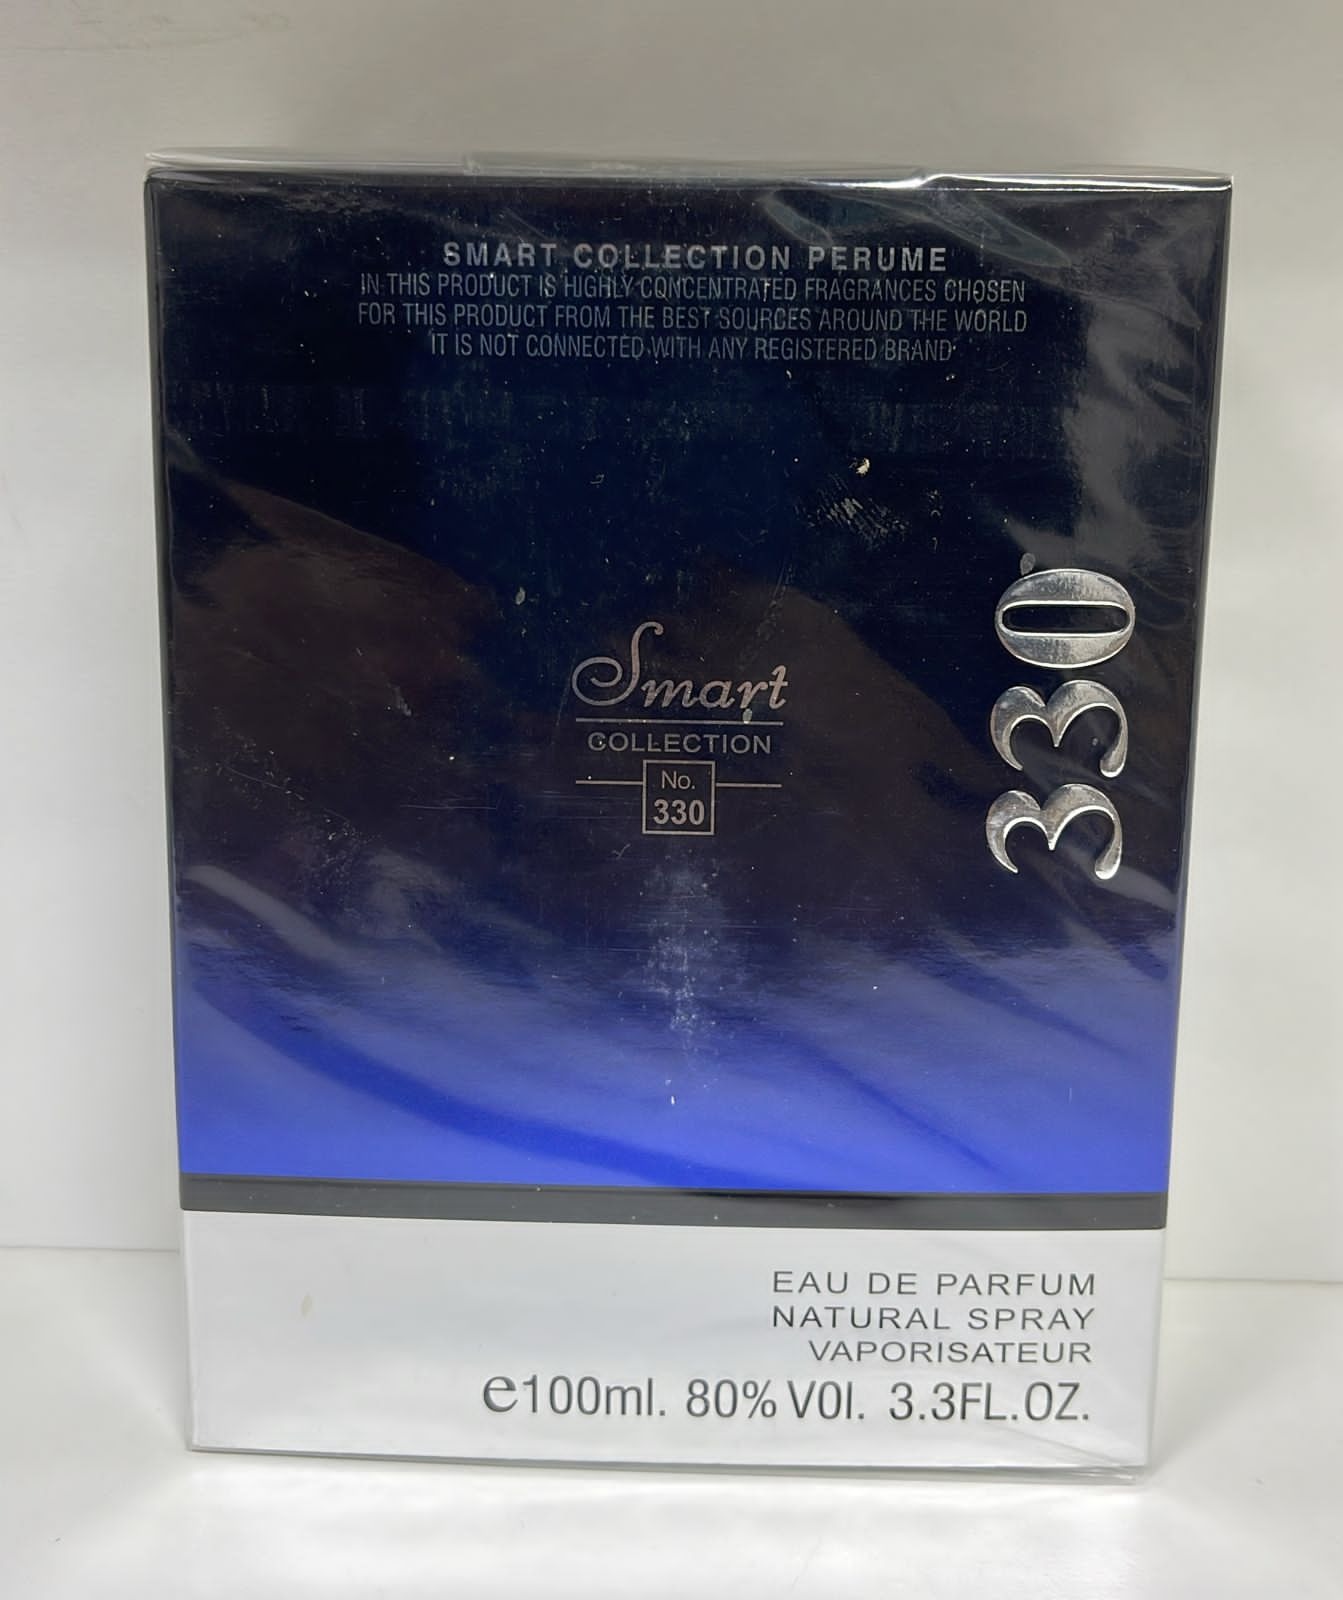 SMART COLLECTION PERUME
IN THIS PRODUCT IS HIGHLY CONCENTRATED FRAGRANCES CHOSEN
FOR THIS PRODUCT FROM THE BEST SOURCES AROUND THE WORLD
IT IS NOT CONNECTED WITH ANY REGISTERED BRAND
Smart
COLLECTION
No.
330
330
EAU DE PARFUM
NATURAL SPRAY
VAPORISATEUR
e100ml. 80% VOl. 3.3FL.OZ.